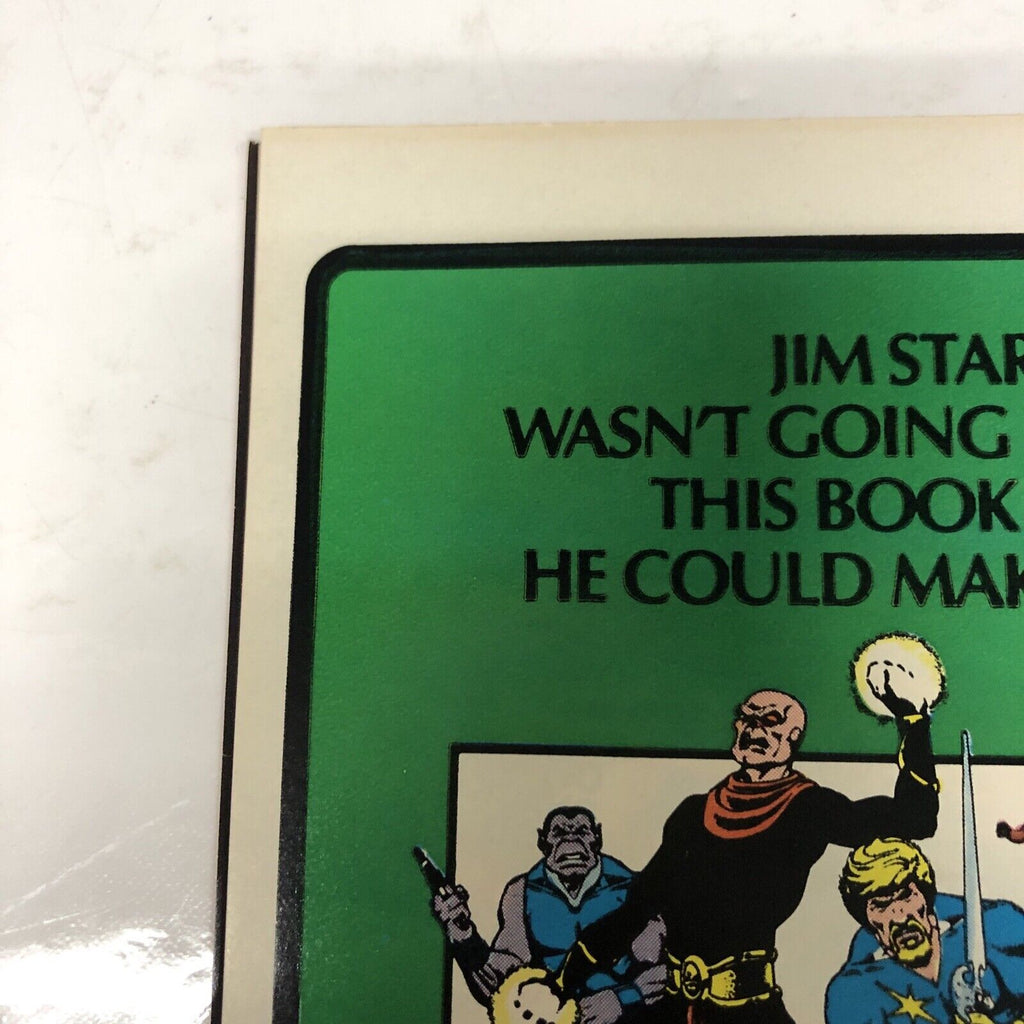 JIM STAR
WASN'T GOING
THIS BOOK
HE COULD MAK